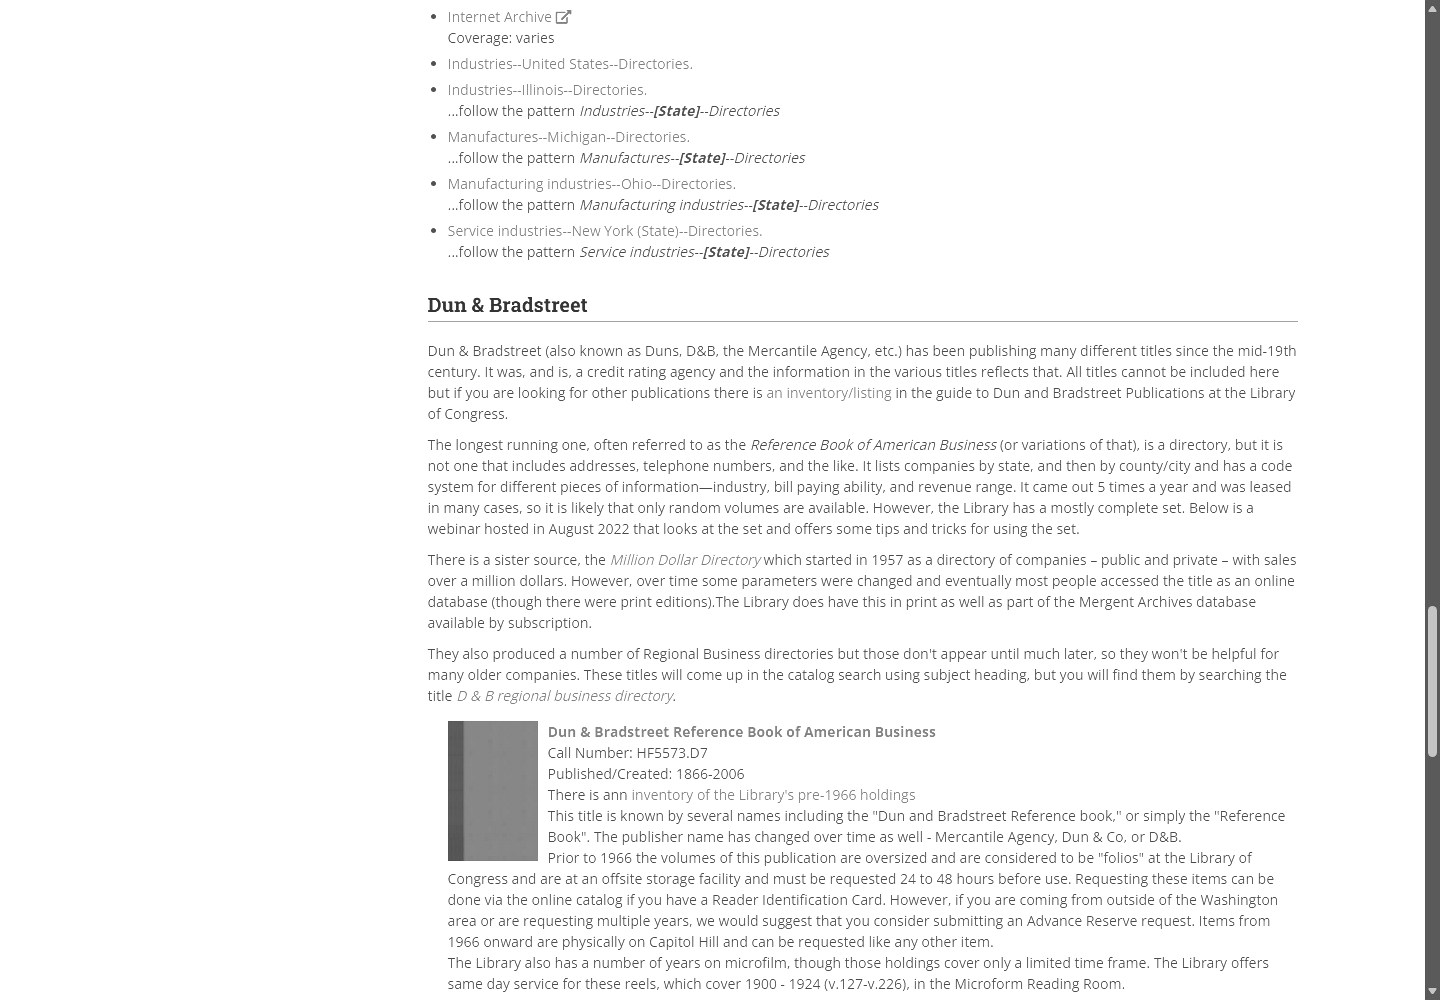 Internet Archive
Coverage: varies
Industries--United States--Directories.
Industries--Illinois--Directories.
...follow the pattern Industries--[State]--Directories
Manufactures--Michigan--Directories.
...follow the pattern Manufactures--[State]--Directories
Manufacturing industries--Ohio--Directories.
...follow the pattern Manufacturing industries--[State]--Directories
Service industries--New York (State)--Directories.
...follow the pattern Service industries--[State]--Directories
Dun & Bradstreet
Dun & Bradstreet (also known as Duns, D&B, the Mercantile Agency, etc.) has been publishing many different titles since the mid-19th
century. It was, and is, a credit rating agency and the information in the various titles reflects that. All titles cannot be included here
but if you are looking for other publications there is an inventory/listing in the guide to Dun and Bradstreet Publications at the Library
of Congress.
The longest running one, often referred to as the Reference Book of American Business (or variations of that), is a directory, but it is
not one that includes addresses, telephone numbers, and the like. It lists companies by state, and then by county/city and has a code
system for different pieces of information—industry, bill paying ability, and revenue range. It came out 5 times a year and was leased
in many cases, so it is likely that only random volumes are available. However, the Library has a mostly complete set. Below is a
webinar hosted in August 2022 that looks at the set and offers some tips and tricks for using the set.
There is a sister source, the Million Dollar Directory which started in 1957 as a directory of companies – public and private – with sales
over a million dollars. However, over time some parameters were changed and eventually most people accessed the title as an online
database (though there were print editions).The Library does have this in print as well as part of the Mergent Archives database
available by subscription.
They also produced a number of Regional Business directories but those don't appear until much later, so they won't be helpful for
many older companies. These titles will come up in the catalog search using subject heading, but you will find them by searching the
title D & B regional business directory.
Dun & Bradstreet Reference Book of American Business
Call Number: HF5573.D7
Published/Created: 1866-2006
There is ann inventory of the Library's pre-1966 holdings
This title is known by several names including the "Dun and Bradstreet Reference book," or simply the "Reference
Book". The publisher name has changed over time as well - Mercantile Agency, Dun & Co, or D&B.
Prior to 1966 the volumes of this publication are oversized and are considered to be "folios" at the Library of
Congress and are at an offsite storage facility and must be requested 24 to 48 hours before use. Requesting these items can be
done via the online catalog if you have a Reader Identification Card. However, if you are coming from outside of the Washington
area or are requesting multiple years, we would suggest that you consider submitting an Advance Reserve request. Items from
1966 onward are physically on Capitol Hill and can be requested like any other item.
The Library also has a number of years on microfilm, though those holdings cover only a limited time frame. The Library offers
same day service for these reels, which cover 1900 - 1924 (v.127-v.226), in the Microform Reading Room.